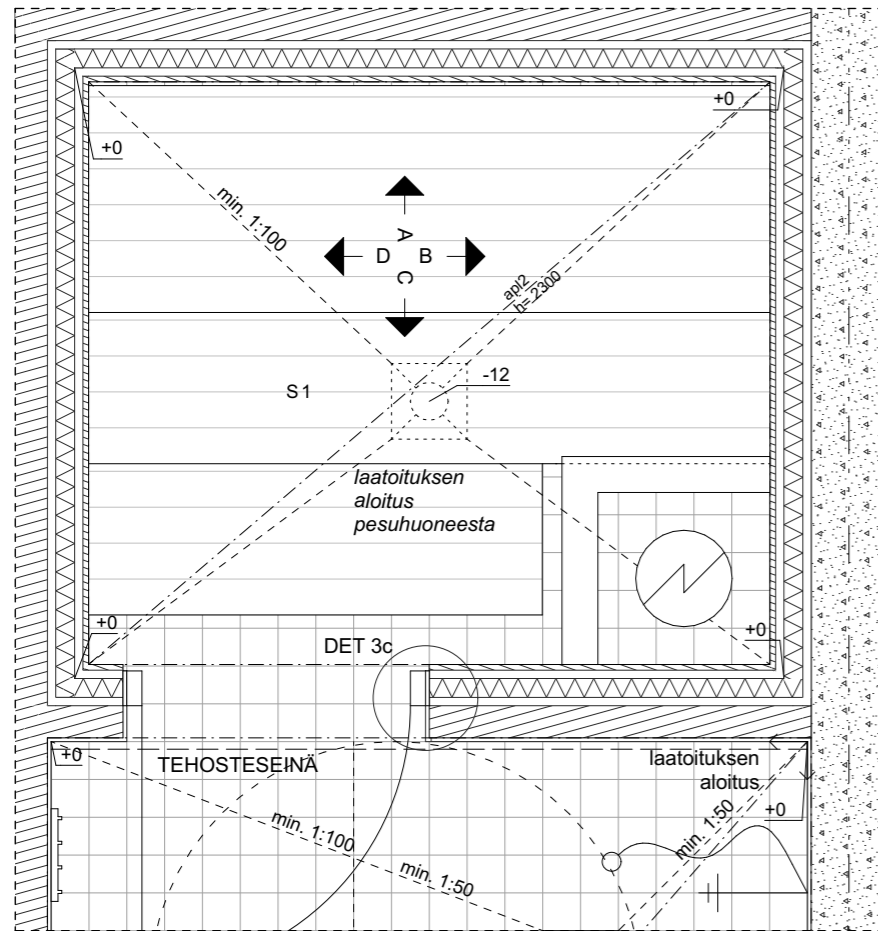 +0
+0
min. 1:100
A
D B
C
apl2
h= 2300
-12
S1
laatoituksen
aloitus
pesuhuoneesta
+0
DET 3c
+0
+0
TEHOSTESEINÄ
laatoituksen
aloitus
+0
min. 1:100
min. 1:50
min. 1:50